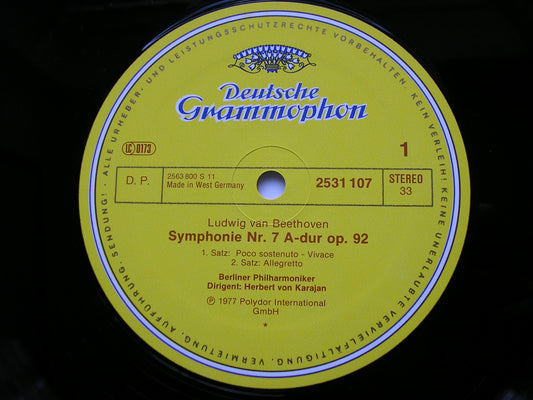 ALLE URHEBER- UND LEISTUNGSSCHUTZRECHTE VORBEHALTEN · KEIN VERLEIH! · KEINE UNERLAUBTE VERVIELFÄLTIGUNG, VERMIETUNG, AUFFÜHRUNG, SENDUNG! ·
Deutsche
Grammophon
LC 0173
1
D. P.
2563 800 S 11
Made in West Germany
2531 107
STEREO
33
Ludwig van Beethoven
Symphonie Nr. 7 A-dur op. 92
1. Satz: Poco sostenuto - Vivace
2. Satz: Allegretto
Berliner Philharmoniker
Dirigent: Herbert von Karajan
Ⓟ 1977 Polydor International
GmbH
*